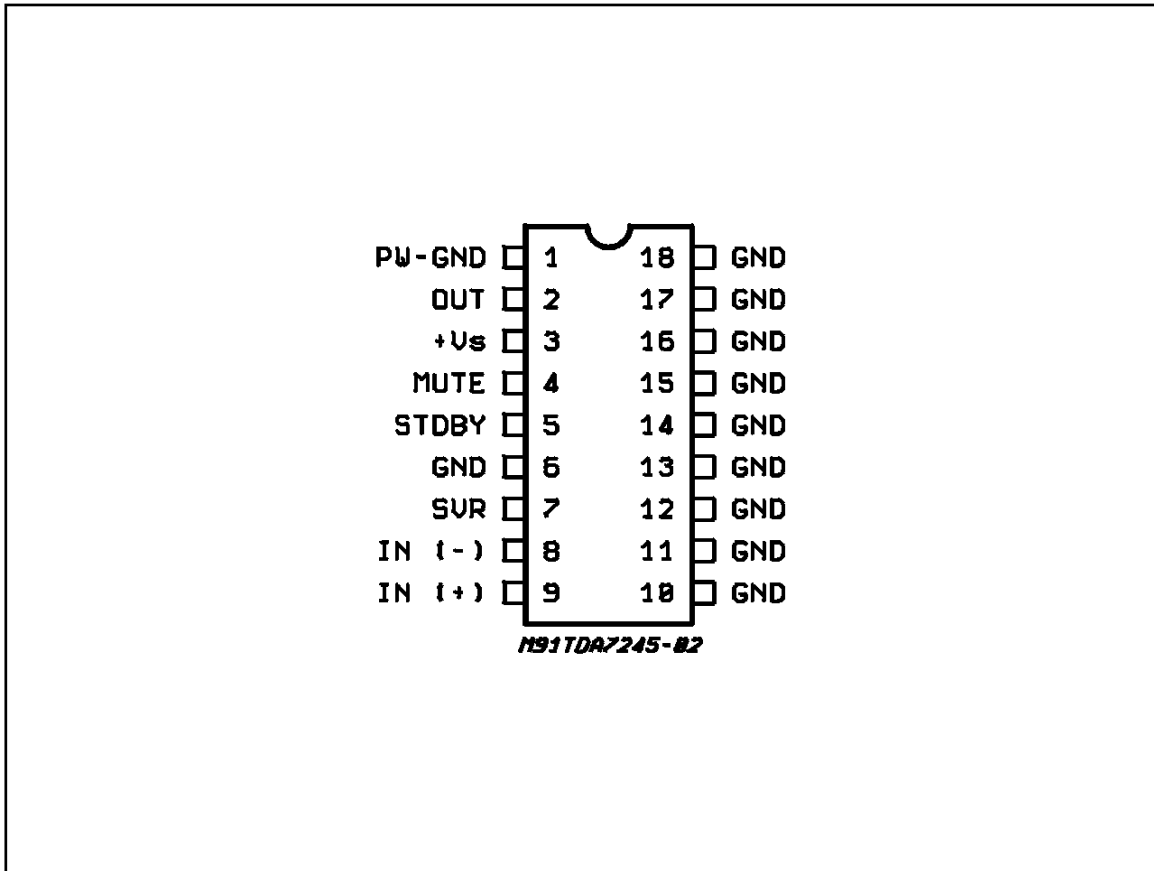 PW-GND 1 18 GND
OUT 2 17 GND
+Vs 3 16 GND
MUTE 4 15 GND
STDBY 5 14 GND
GND 6 13 GND
SVR 7 12 GND
IN (-) 8 11 GND
IN (+) 9 10 GND
M91TDA7245-02